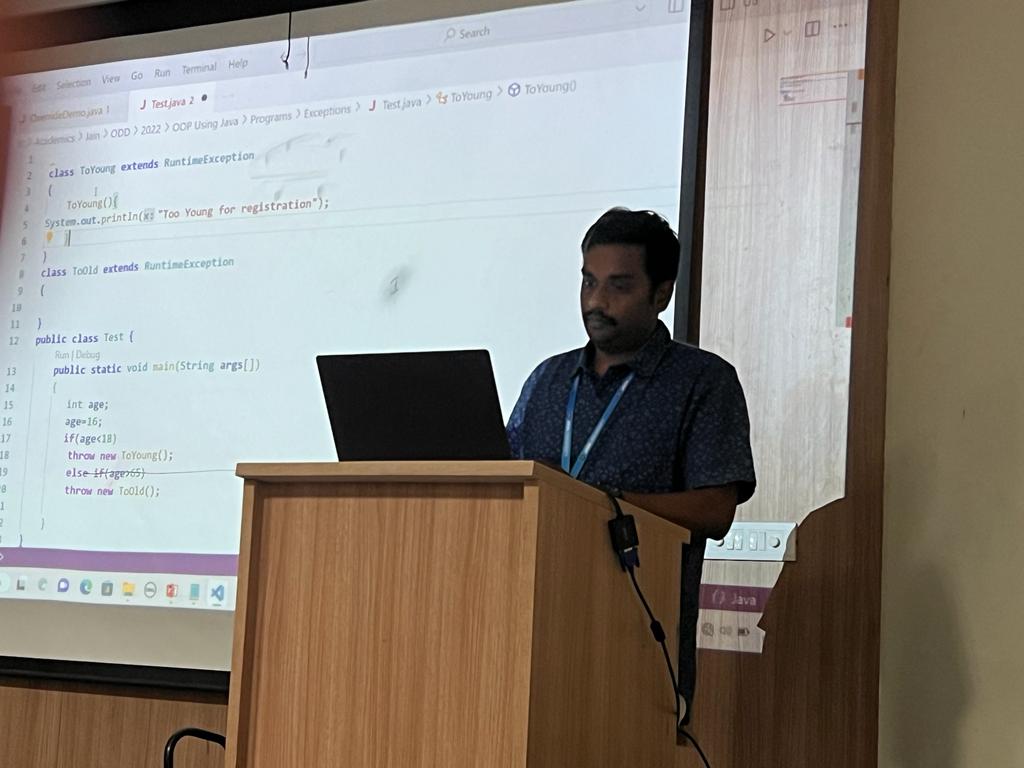 Search
Edit Selection View Go Run Terminal Help
OverrideDemo.java 1
J Test.java 2 ●
Academics > Jain > ODD > 2022 > OOP Using Java > Programs > Exceptions > J Test.java > ToYoung > ToYoung()
1
2 class ToYoung extends RuntimeException
3 {
4 ToYoung(){
5 System.out.println(x: "Too Young for registration");
6 }
7 }
8 class ToOld extends RuntimeException
9 {
10
11 }
12 public class Test {
Run | Debug
13 public static void main(String args[])
14 {
15 int age;
16 age=16;
17 if(age<18)
18 throw new ToYoung();
9 else if(age>65)
0 throw new ToOld();
1
2 }
}
{} Java